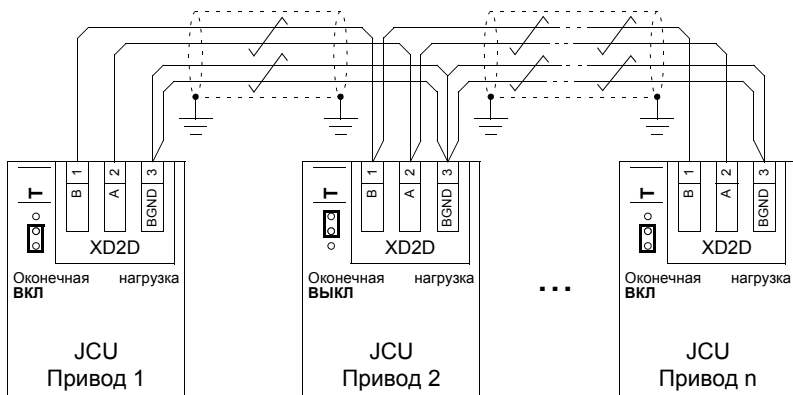 1 2 3
B A BGND
T
XD2D
Оконечная нагрузка
ВКЛ
JCU
Привод 1
1 2 3
B A BGND
T
XD2D
Оконечная нагрузка
ВЫКЛ
JCU
Привод 2
...
1 2 3
B A BGND
T
XD2D
Оконечная нагрузка
ВКЛ
JCU
Привод n